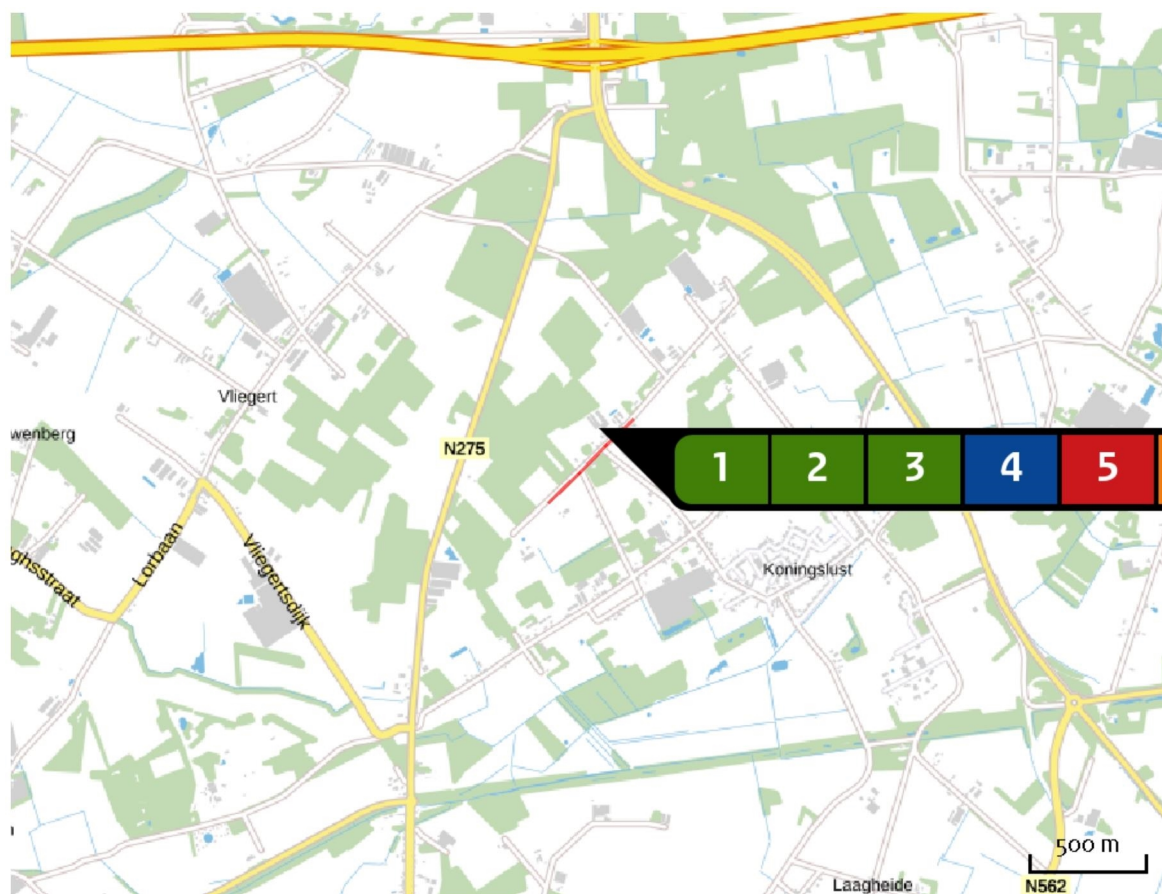 Vliegert
wenberg
N275
1 2 3 4 5
Lorbaan
Vliegertsdijk
ghsstraat
Koningslust
500 m
Laagheide
N562